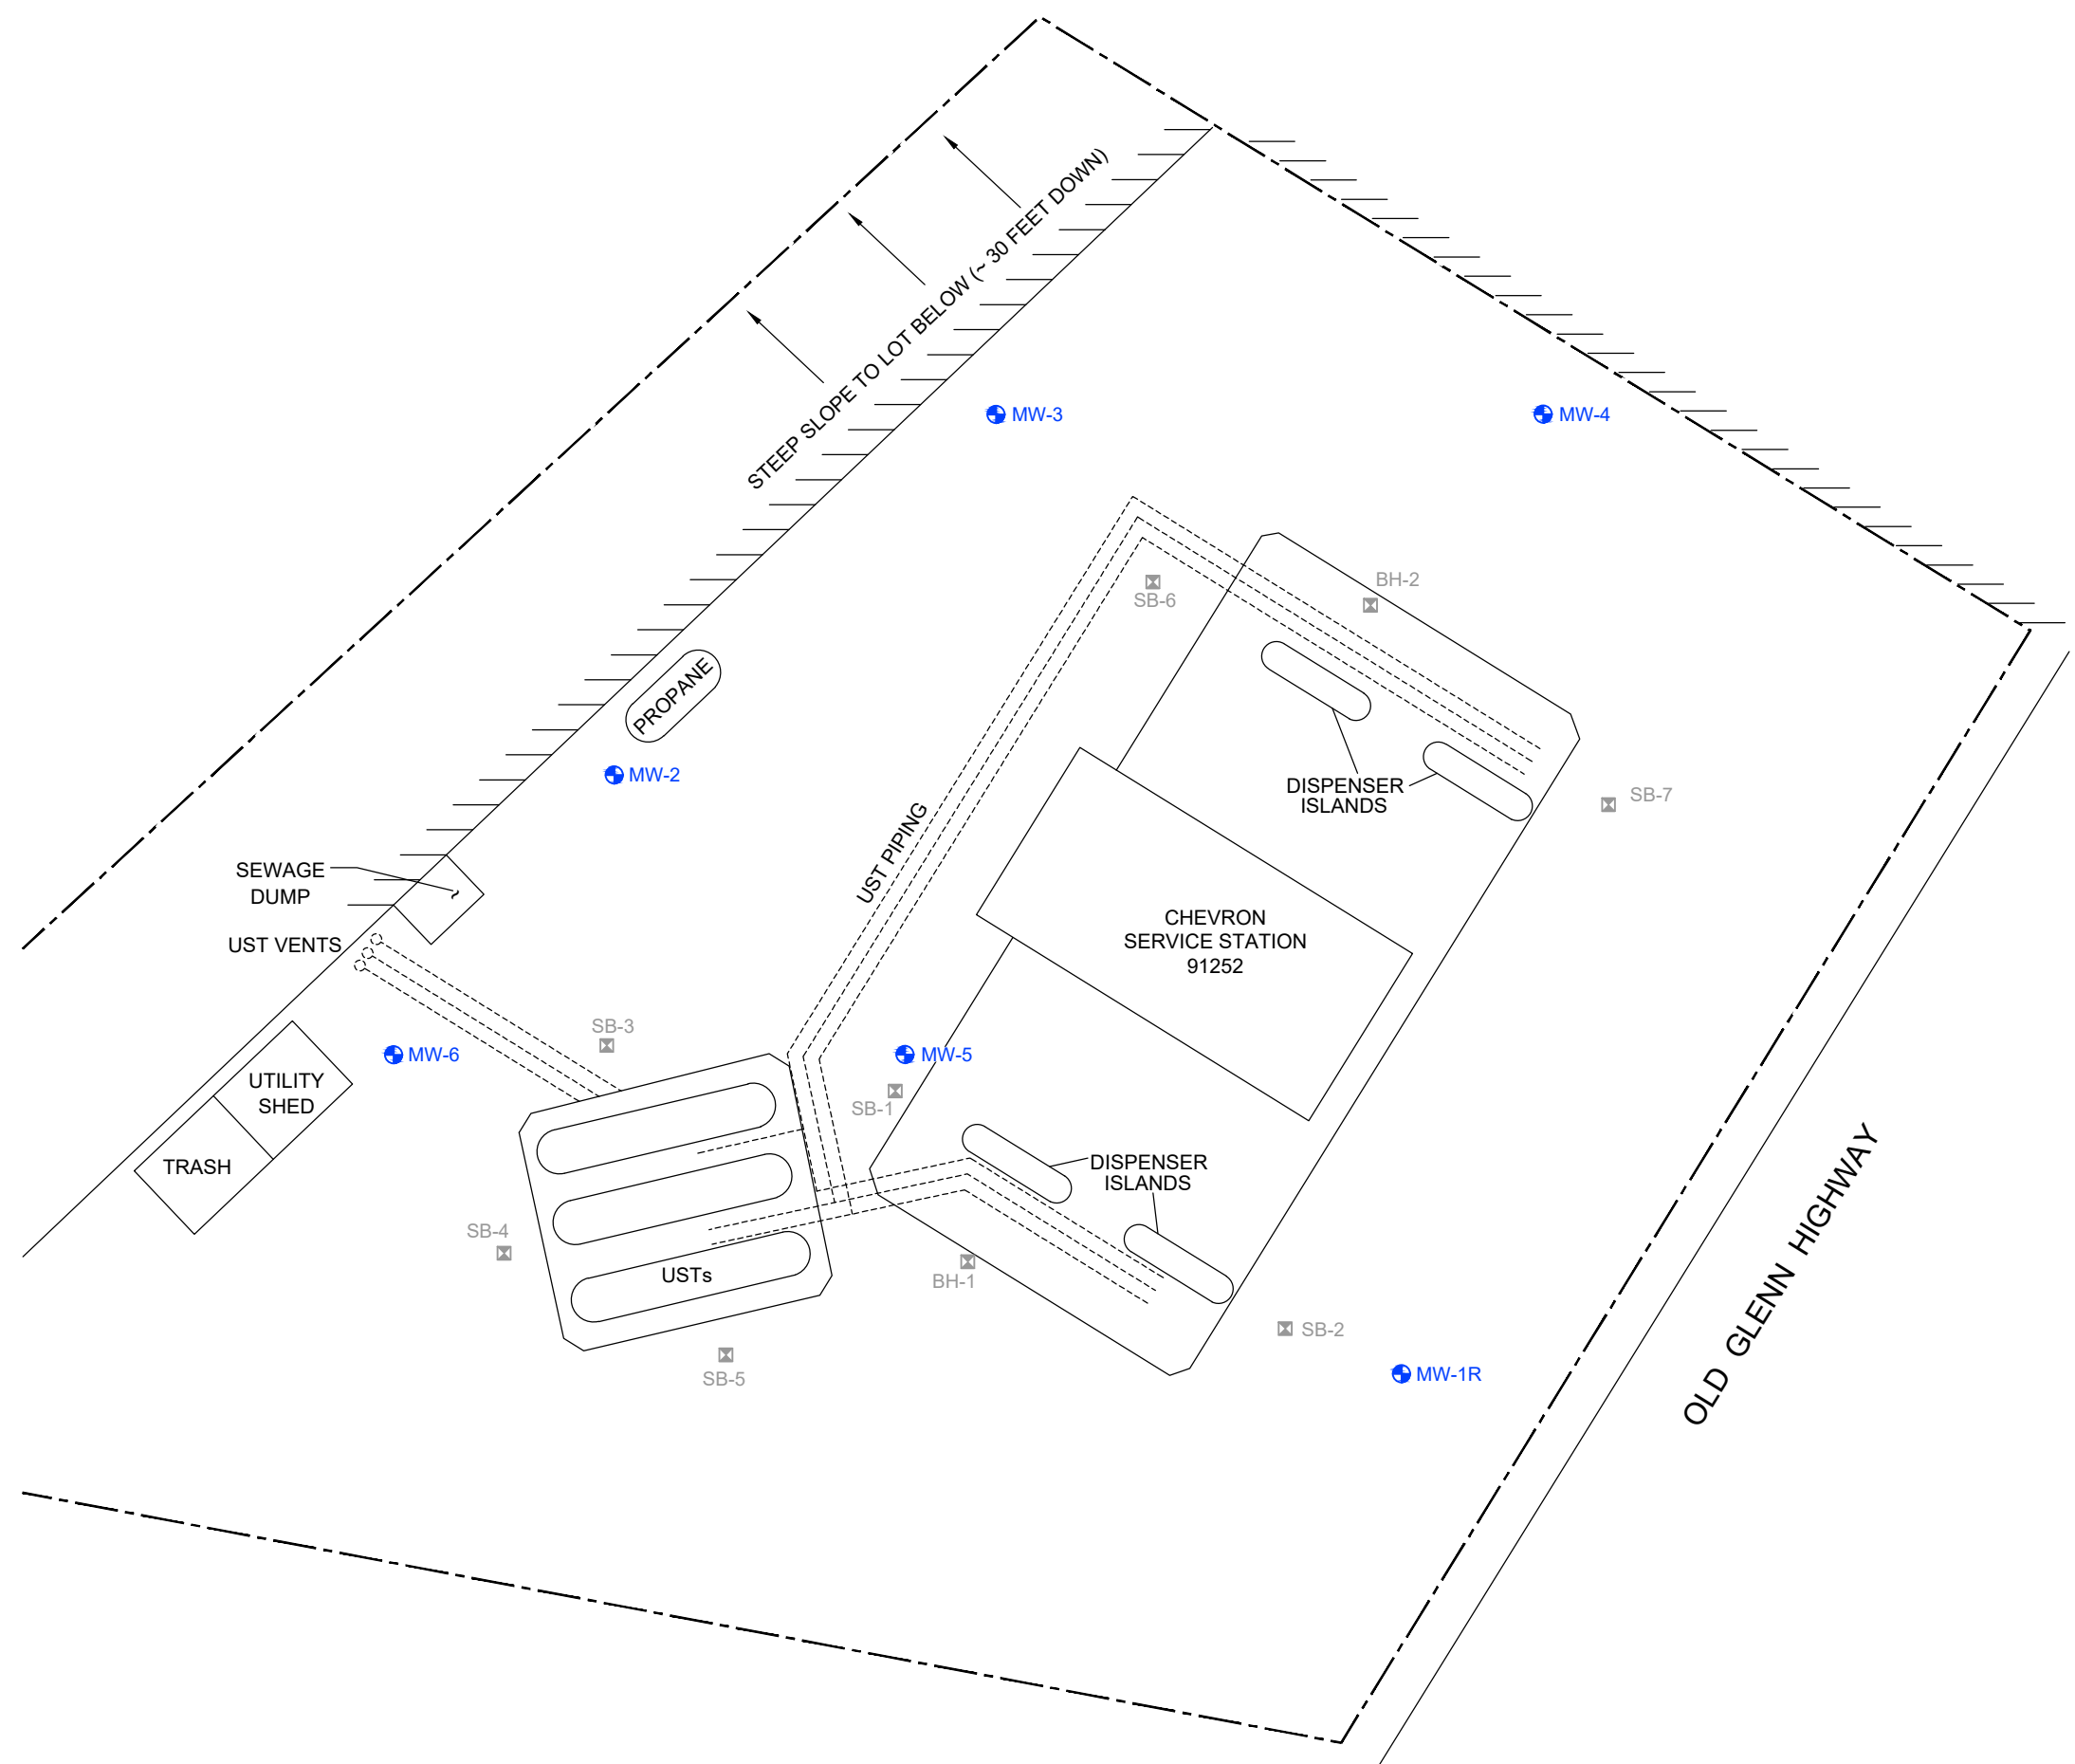 STEEP SLOPE TO LOT BELOW (~ 30 FEET DOWN)
MW-3
MW-4
BH-2
SB-6
PROPANE
MW-2
DISPENSER
ISLANDS
SB-7
UST PIPING
SEWAGE
DUMP
~
UST VENTS
CHEVRON
SERVICE STATION
91252
SB-3
MW-6
MW-5
UTILITY
SHED
SB-1
TRASH
DISPENSER
ISLANDS
SB-4
USTs
BH-1
SB-2
SB-5
MW-1R
OLD GLENN HIGHWAY